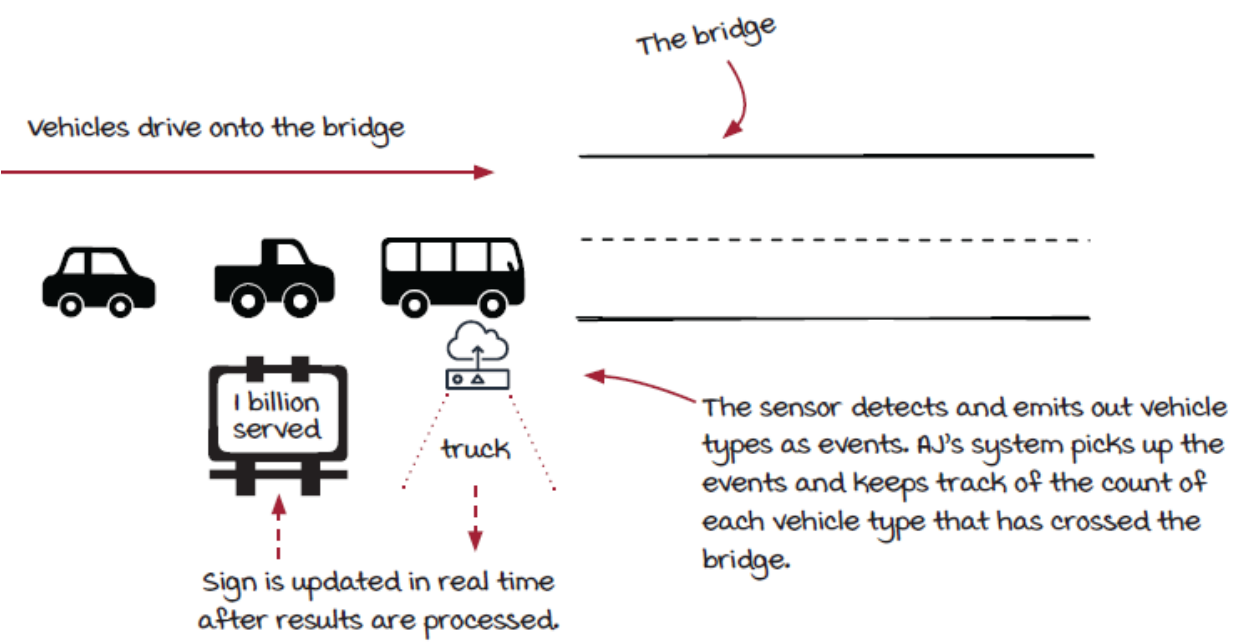 The bridge
Vehicles drive onto the bridge
1 billion
served
truck
The sensor detects and emits out vehicle
types as events. AJ's system picks up the
events and keeps track of the count of
each vehicle type that has crossed the
bridge.
Sign is updated in real time
after results are processed.